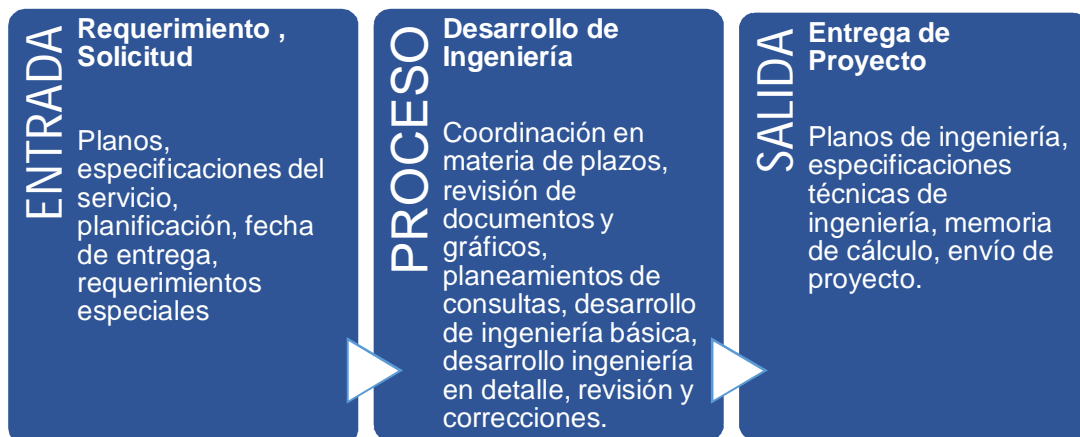 ENTRADA
Requerimiento ,
Solicitud
Planos,
especificaciones del
servicio,
planificación, fecha
de entrega,
requerimientos
especiales
PROCESO
Desarrollo de
Ingeniería
Coordinación en
materia de plazos,
revisión de
documentos y
gráficos,
planeamientos de
consultas, desarrollo
de ingeniería básica,
desarrollo ingeniería
en detalle, revisión y
correcciones.
SALIDA
Entrega de
Proyecto
Planos de ingeniería,
especificaciones
técnicas de
ingeniería, memoria
de cálculo, envío de
proyecto.